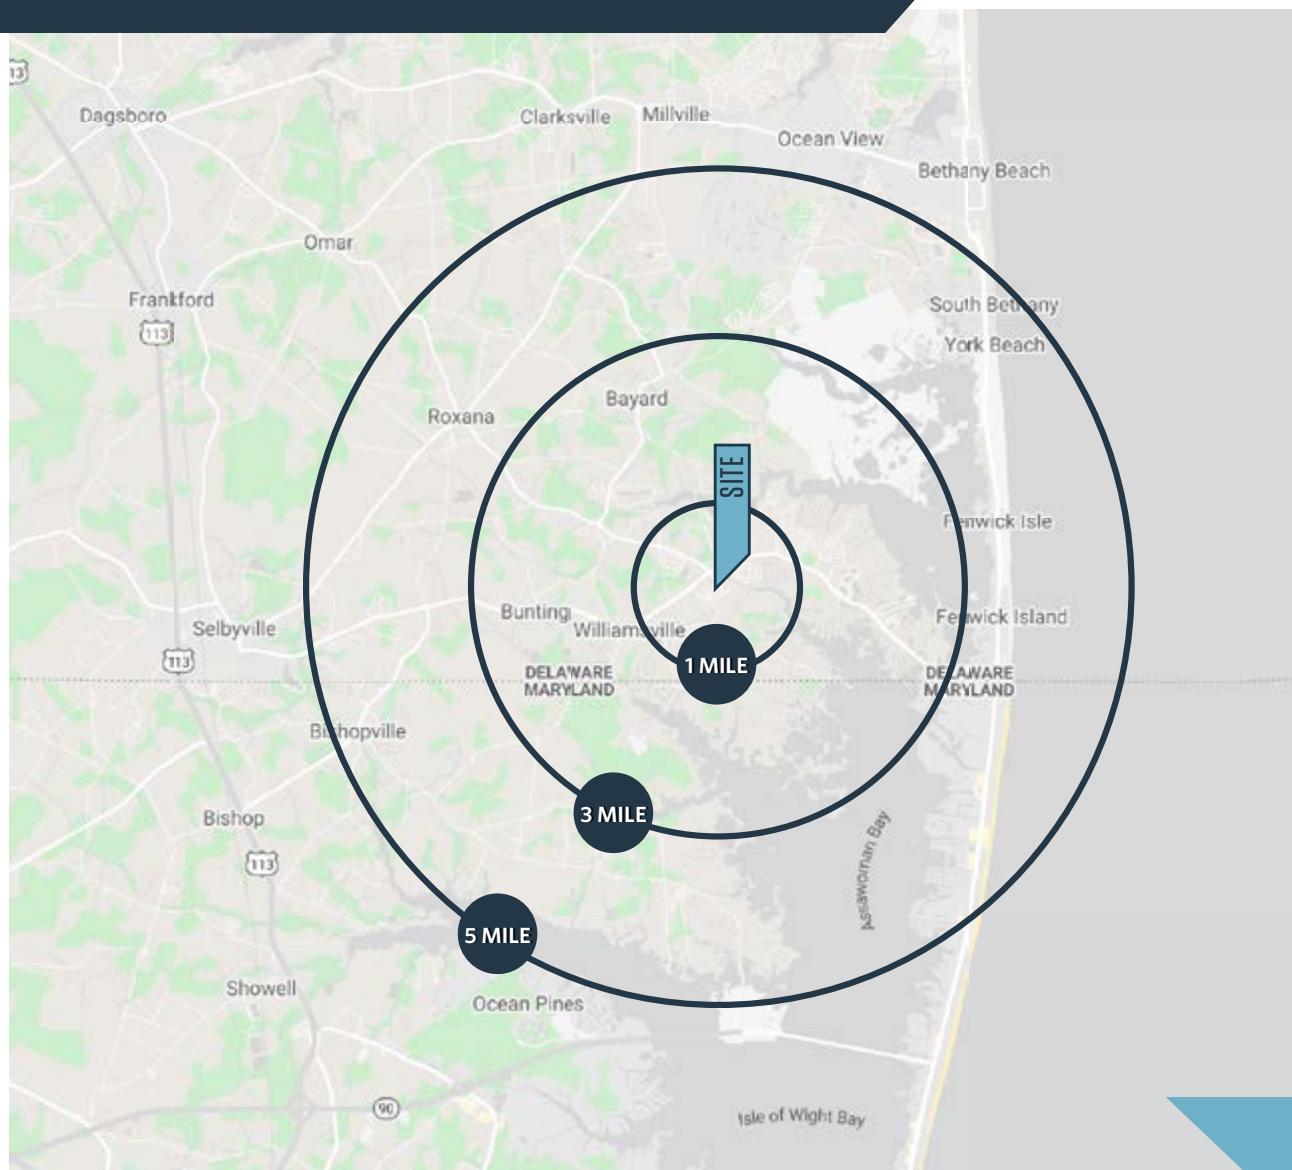 13
Dagsboro
Clarksville
Millville
Ocean View
Bethany Beach
Omar
Frankford
113
South Bethany
York Beach
Bayard
Roxana
SITE
Fenwick Isle
Bunting
Williamsville
Fenwick Island
Selbyville
113
1 MILE
DELAWARE
MARYLAND
DELAWARE
MARYLAND
Bishopville
3 MILE
Bishop
113
Assawoman Bay
5 MILE
Showell
Ocean Pines
90
Isle of Wight Bay